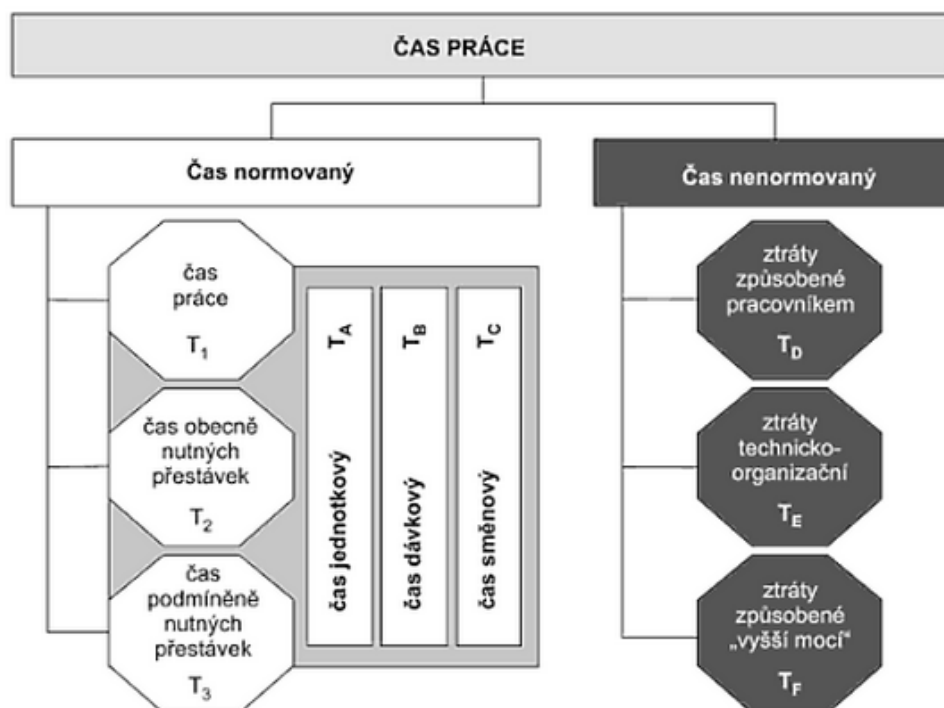 ČAS PRÁCE
Čas normovaný
čas
práce
T1
čas obecně
nutných
přestávek
T2
čas
podmíněně
nutných
přestávek
T3
čas jednotkový TA
čas dávkový TB
čas směnový TC
Čas nenormovaný
ztráty
způsobené
pracovníkem
TD
ztráty
technicko-
organizační
TE
ztráty
způsobené
„vyšší mocí“
TF